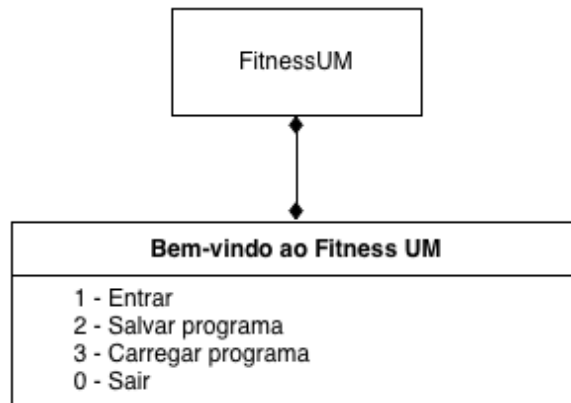 FitnessUM
Bem-vindo ao Fitness UM
1 - Entrar
2 - Salvar programa
3 - Carregar programa
0 - Sair